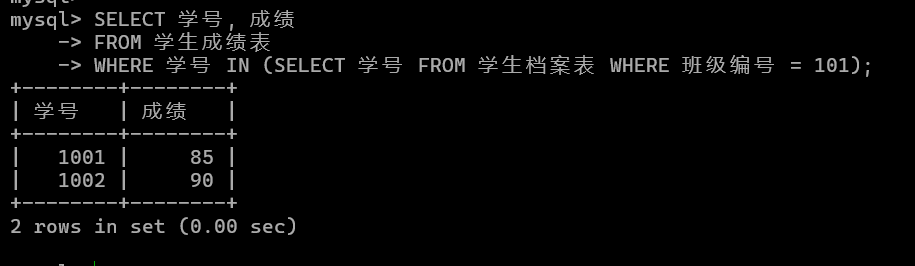 mysql>
mysql> SELECT 学号, 成绩
    -> FROM 学生成绩表
    -> WHERE 学号 IN (SELECT 学号 FROM 学生档案表 WHERE 班级编号 = 101);
+--------+--------+
| 学号   | 成绩   |
+--------+--------+
|   1001 |     85 |
|   1002 |     90 |
+--------+--------+
2 rows in set (0.00 sec)